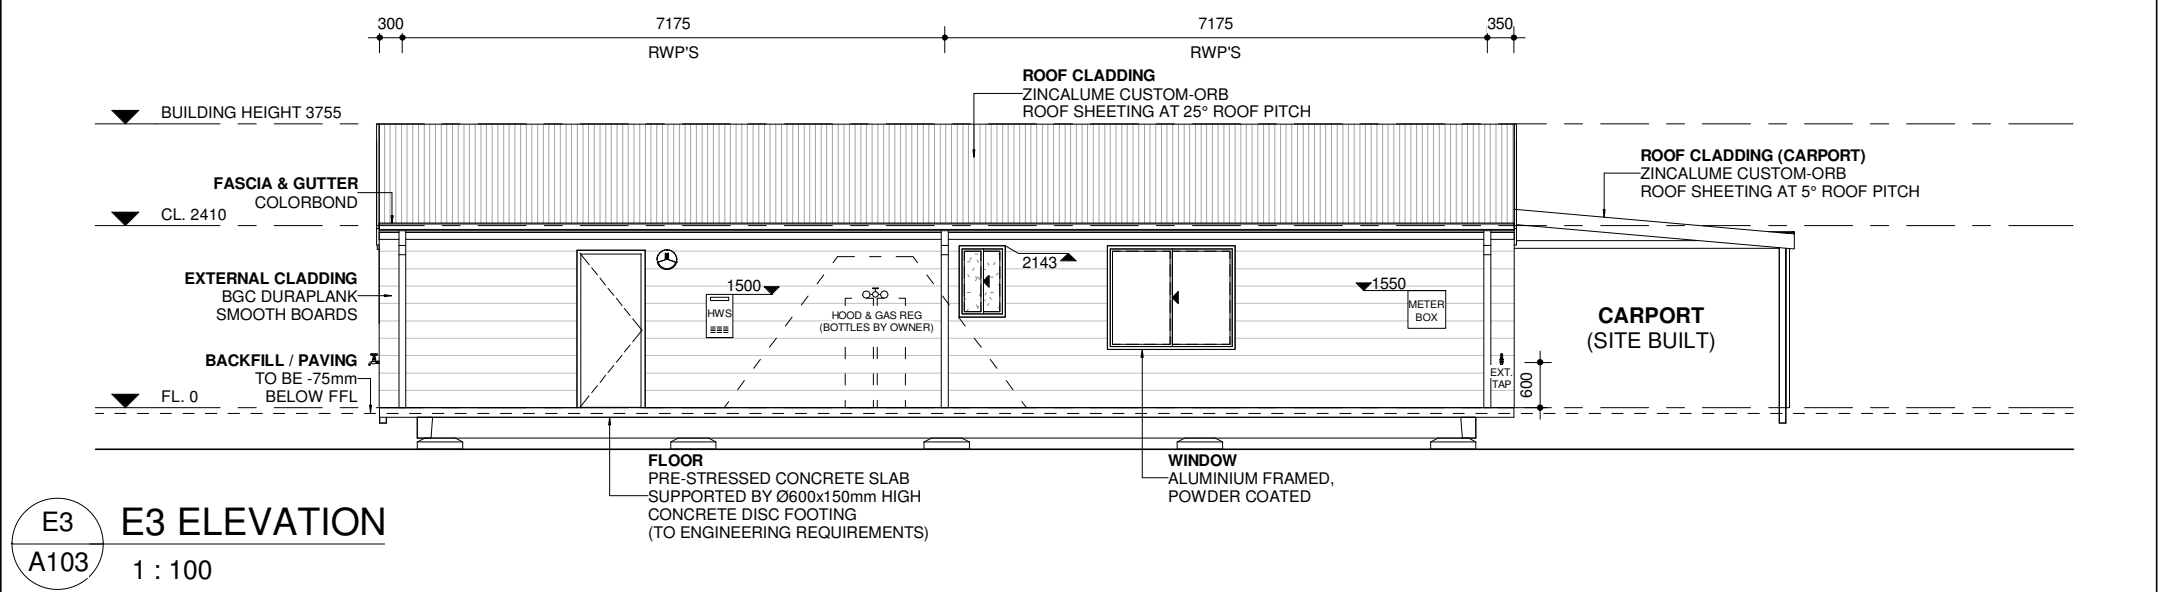 300 7175 7175 350
RWP'S RWP'S
ROOF CLADDING
ZINCALUME CUSTOM-ORB
ROOF SHEETING AT 25° ROOF PITCH
BUILDING HEIGHT 3755
ROOF CLADDING (CARPORT)
ZINCALUME CUSTOM-ORB
ROOF SHEETING AT 5° ROOF PITCH
FASCIA & GUTTER
COLORBOND
CL. 2410
2143
EXTERNAL CLADDING
BGC DURAPLANK
SMOOTH BOARDS
1500
HWS
HOOD & GAS REG
(BOTTLES BY OWNER)
1550
METER
BOX
CARPORT
(SITE BUILT)
BACKFILL / PAVING
TO BE -75mm
BELOW FFL
FL. 0
EXT.
TAP
600
FLOOR
PRE-STRESSED CONCRETE SLAB
SUPPORTED BY Ø600x150mm HIGH
CONCRETE DISC FOOTING
(TO ENGINEERING REQUIREMENTS)
WINDOW
ALUMINIUM FRAMED,
POWDER COATED
E3
A103
E3 ELEVATION
1 : 100